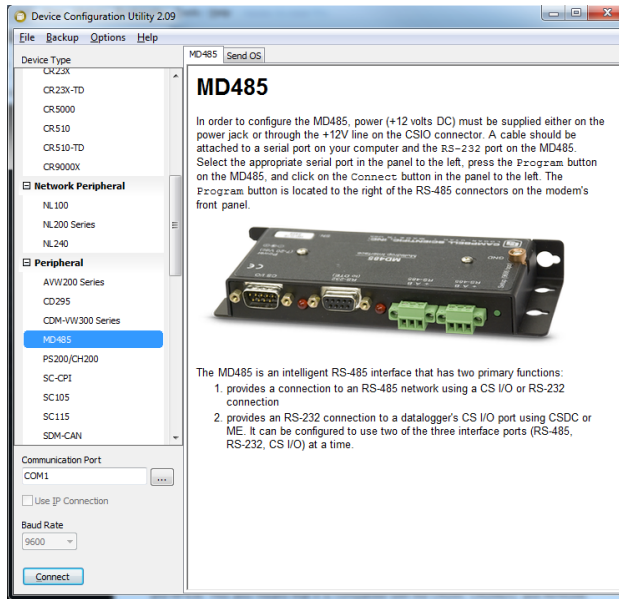 Device Configuration Utility 2.09
File Backup Options Help
Device Type
CR23X
CR23X-TD
CR5000
CR510
CR510-TD
CR9000X
Network Peripheral
NL100
NL200 Series
NL240
Peripheral
AVW200 Series
CD295
CDM-VW300 Series
MD485
PS200/CH200
SC-CPI
SC105
SC115
SDM-CAN
Communication Port
COM1
...
Use IP Connection
Baud Rate
9600
Connect
MD485 Send OS
MD485
In order to configure the MD485, power (+12 volts DC) must be supplied either on the
power jack or through the +12V line on the CSIO connector. A cable should be
attached to a serial port on your computer and the RS-232 port on the MD485.
Select the appropriate serial port in the panel to the left, press the Program button
on the MD485, and click on the Connect button in the panel to the left. The
Program button is located to the right of the RS-485 connectors on the modem's
front panel.
MD485
GND
CS I/O
RS-232
RS-485
RS-485
The MD485 is an intelligent RS-485 interface that has two primary functions:
1. provides a connection to an RS-485 network using a CS I/O or RS-232
connection
2. provides an RS-232 connection to a datalogger's CS I/O port using CSDC or
ME. It can be configured to use two of the three interface ports (RS-485,
RS-232, CS I/O) at a time.